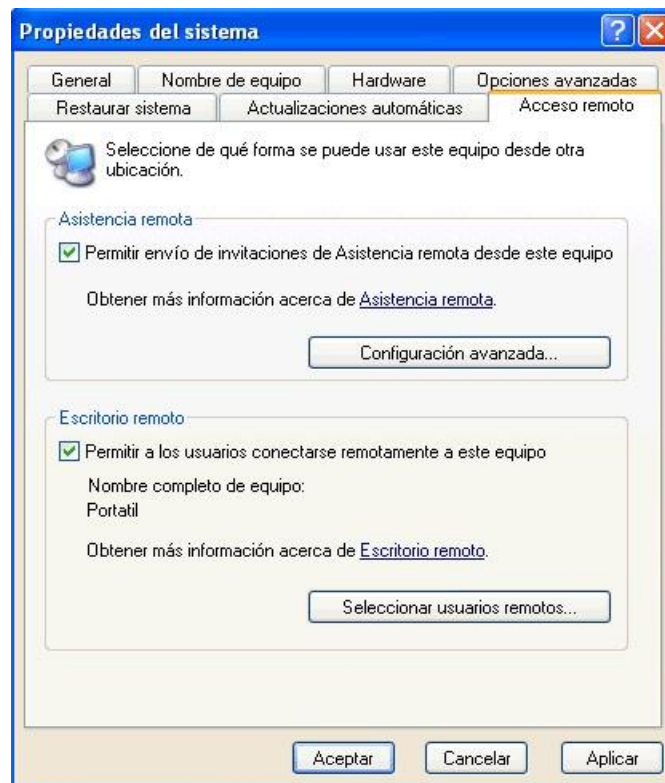 Propiedades del sistema
General
Nombre de equipo
Hardware
Opciones avanzadas
Restaurar sistema
Actualizaciones automáticas
Acceso remoto
Seleccione de qué forma se puede usar este equipo desde otra
ubicación.
Asistencia remota
Permitir envío de invitaciones de Asistencia remota desde este equipo
Obtener más información acerca de Asistencia remota.
Configuración avanzada...
Escritorio remoto
Permitir a los usuarios conectarse remotamente a este equipo
Nombre completo de equipo:
Portatil
Obtener más información acerca de Escritorio remoto.
Seleccionar usuarios remotos...
Aceptar
Cancelar
Aplicar